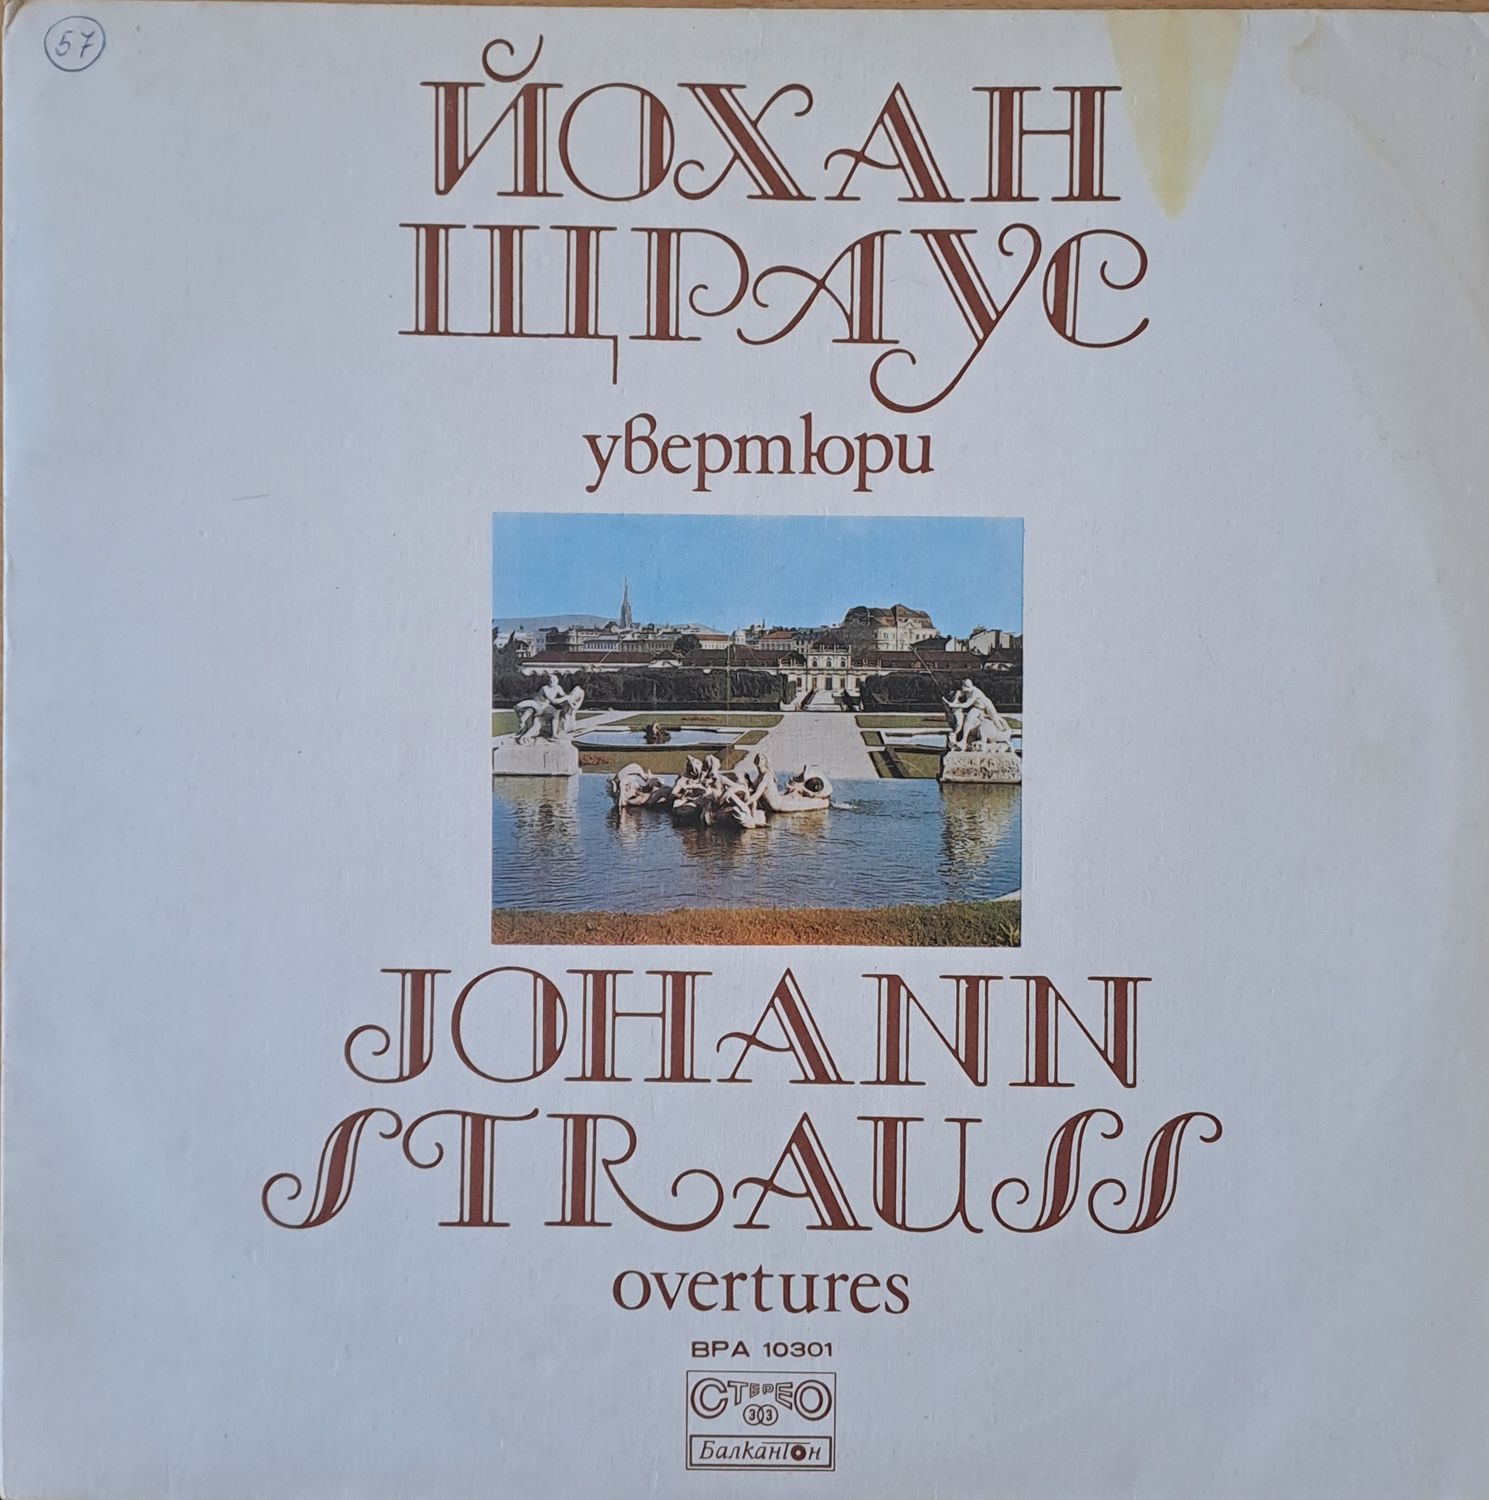 57
ЙОХАН
ЩРАУС
увертюри
JOHANN
STRAUSS
overtures
ВРА 10301
СТЕРЕО
33
Балкантон